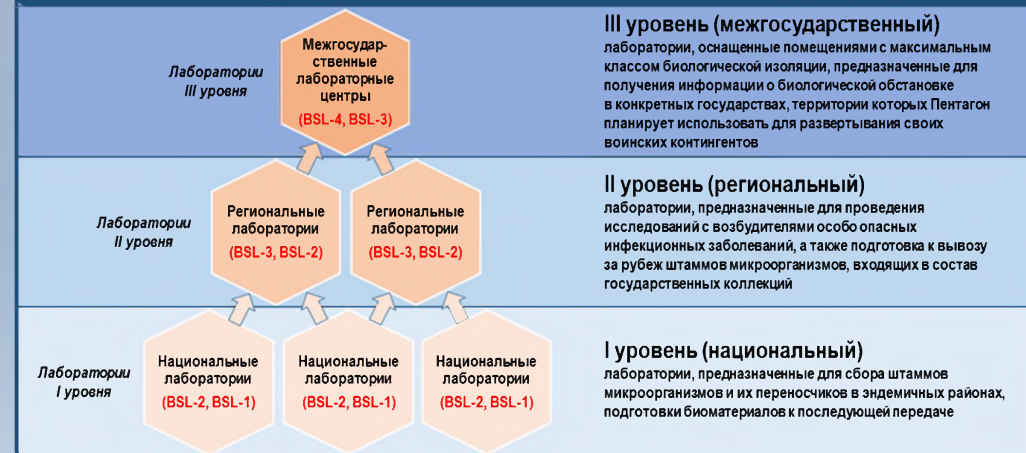 Лаборатории
III уровня
Межгосудар-
ственные
лабораторные
центры
(BSL-4, BSL-3)
III уровень (межгосударственный)
лаборатории, оснащенные помещениями с максимальным
классом биологической изоляции, предназначенные для
получения информации о биологической обстановке
в конкретных государствах, территории которых Пентагон
планирует использовать для развертывания своих
воинских контингентов
Лаборатории
II уровня
Региональные
лаборатории
(BSL-3, BSL-2)
Региональные
лаборатории
(BSL-3, BSL-2)
II уровень (региональный)
лаборатории, предназначенные для проведения
исследований с возбудителями особо опасных
инфекционных заболеваний, а также подготовка к вывозу
за рубеж штаммов микроорганизмов, входящих в состав
государственных коллекций
Лаборатории
I уровня
Национальные
лаборатории
(BSL-2, BSL-1)
Национальные
лаборатории
(BSL-2, BSL-1)
Национальные
лаборатории
(BSL-2, BSL-1)
I уровень (национальный)
лаборатории, предназначенные для сбора штаммов
микроорганизмов и их переносчиков в эндемичных районах,
подготовки биоматериалов к последующей передаче